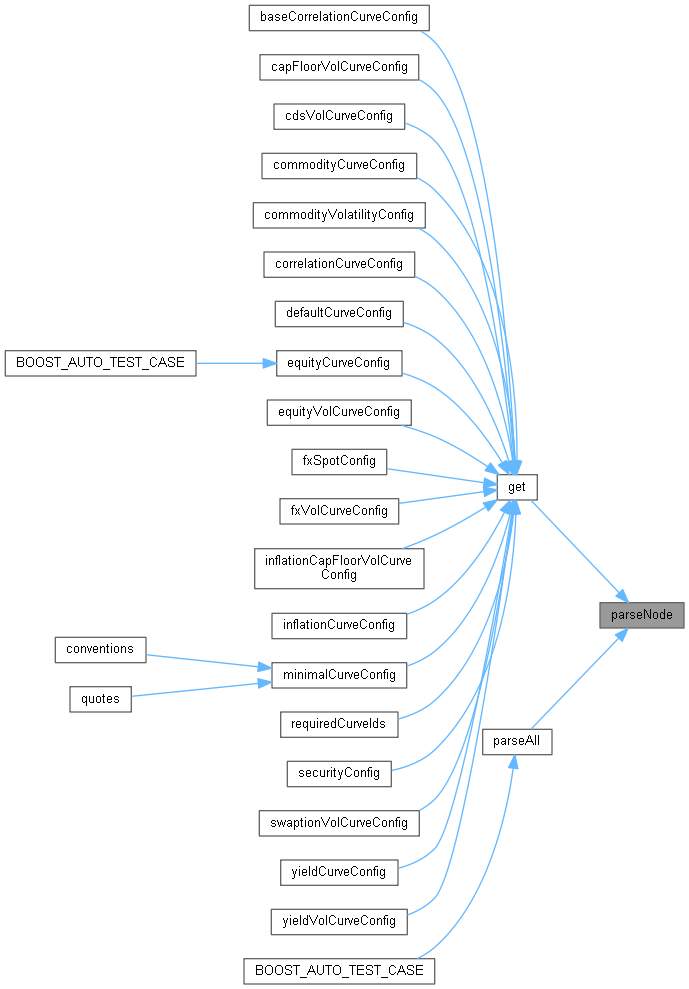 baseCorrelationCurveConfig
capFloorVolCurveConfig
cdsVolCurveConfig
commodityCurveConfig
commodityVolatilityConfig
correlationCurveConfig
defaultCurveConfig
BOOST_AUTO_TEST_CASE
equityCurveConfig
equityVolCurveConfig
fxSpotConfig
get
fxVolCurveConfig
inflationCapFloorVolCurve
Config
parseNode
inflationCurveConfig
conventions
minimalCurveConfig
quotes
requiredCurveIds
parseAll
securityConfig
swaptionVolCurveConfig
yieldCurveConfig
yieldVolCurveConfig
BOOST_AUTO_TEST_CASE